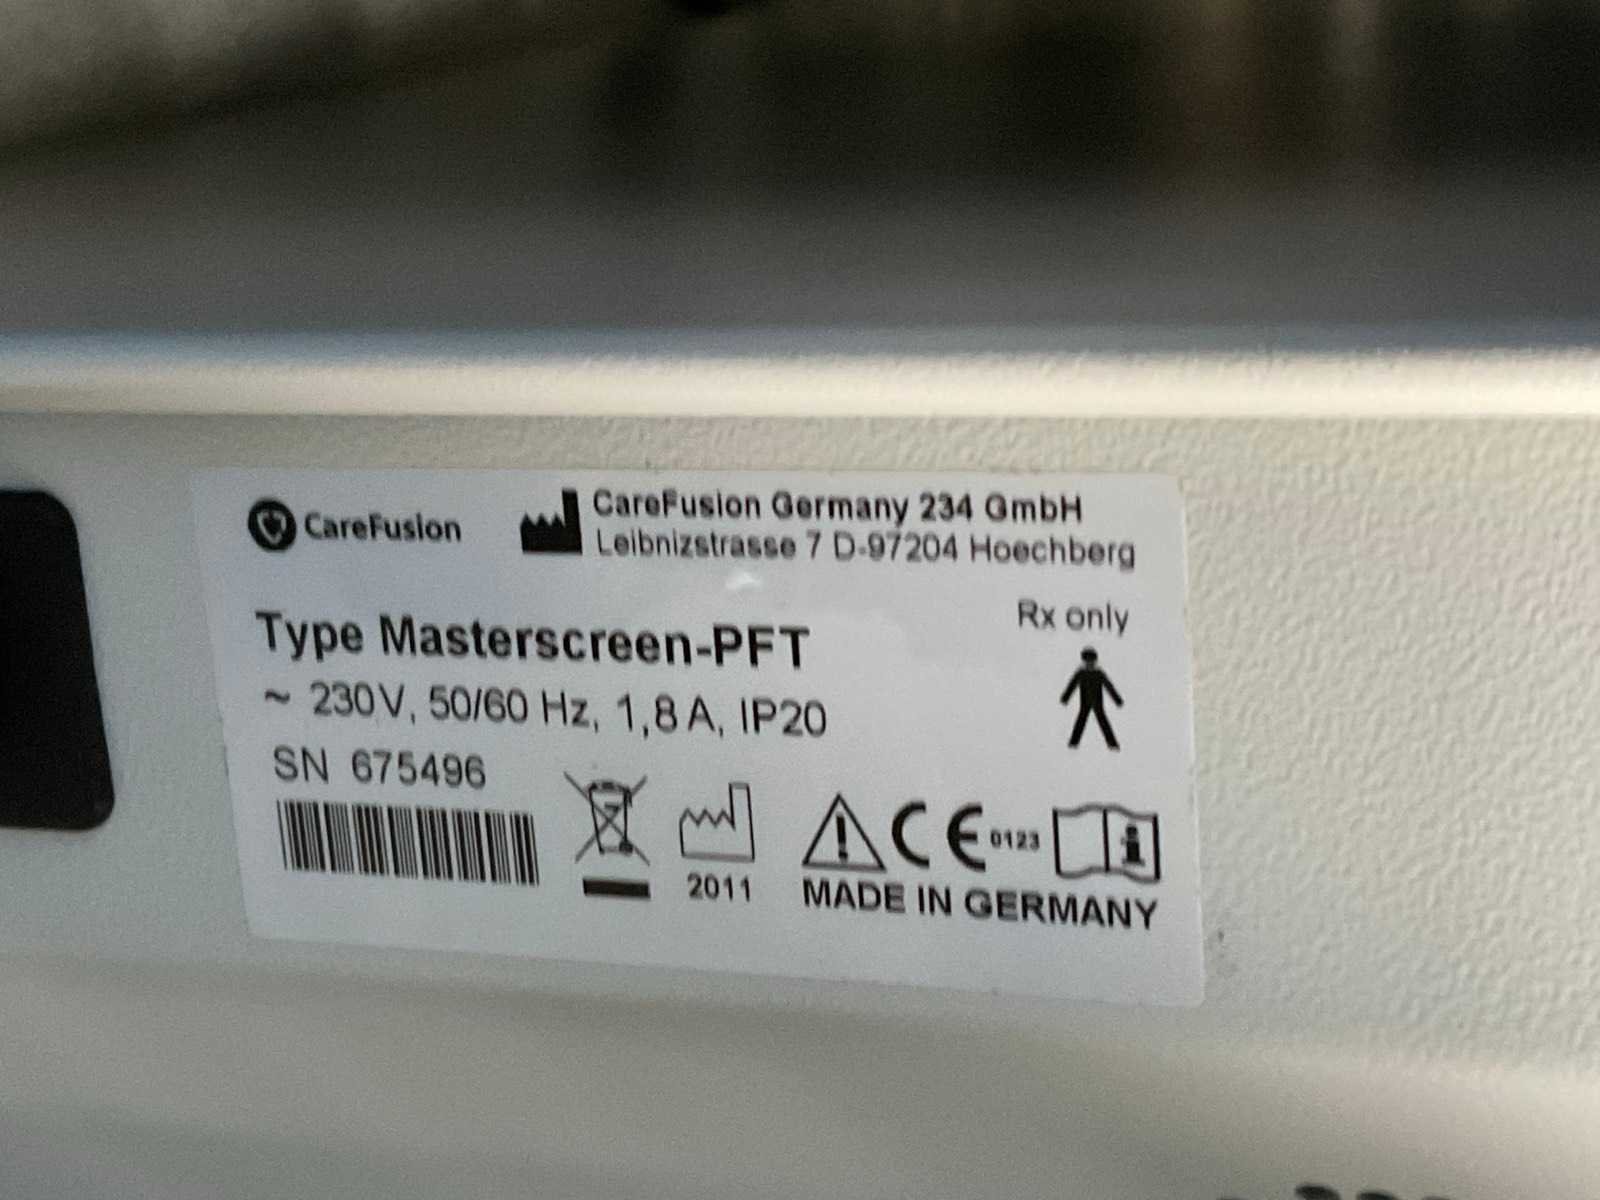 CareFusion
CareFusion Germany 234 GmbH
Leibnizstrasse 7 D-97204 Hoechberg
Rx only
Type Masterscreen-PFT
~ 230V, 50/60 Hz, 1,8 A, IP20
SN 675496
2011
CE 0123
MADE IN GERMANY